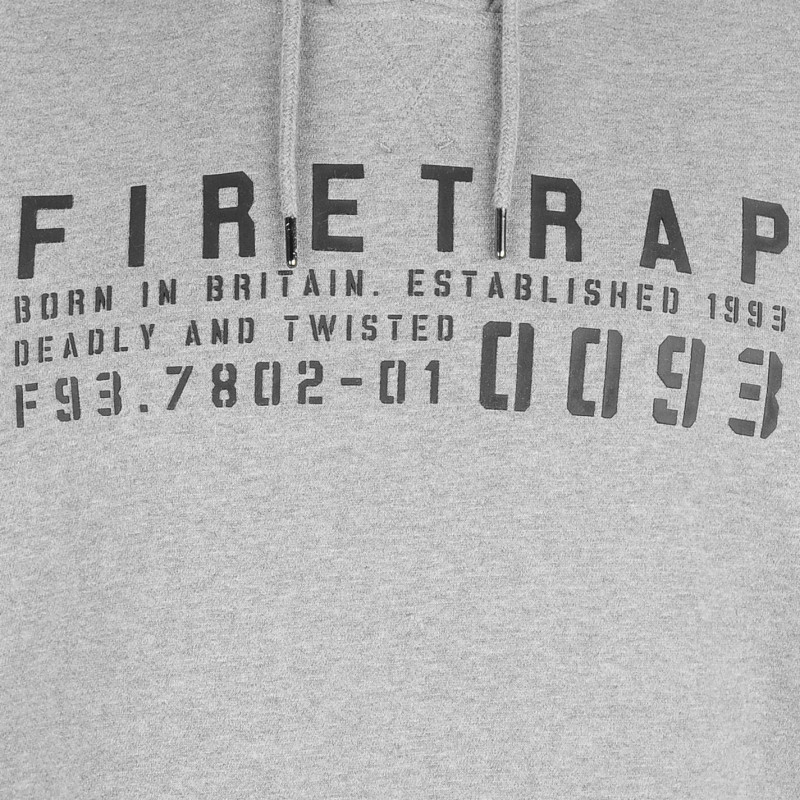 FIRETRAP
BORN IN BRITAIN. ESTABLISHED 1993
DEADLY AND TWISTED
F93.7802-01 0093